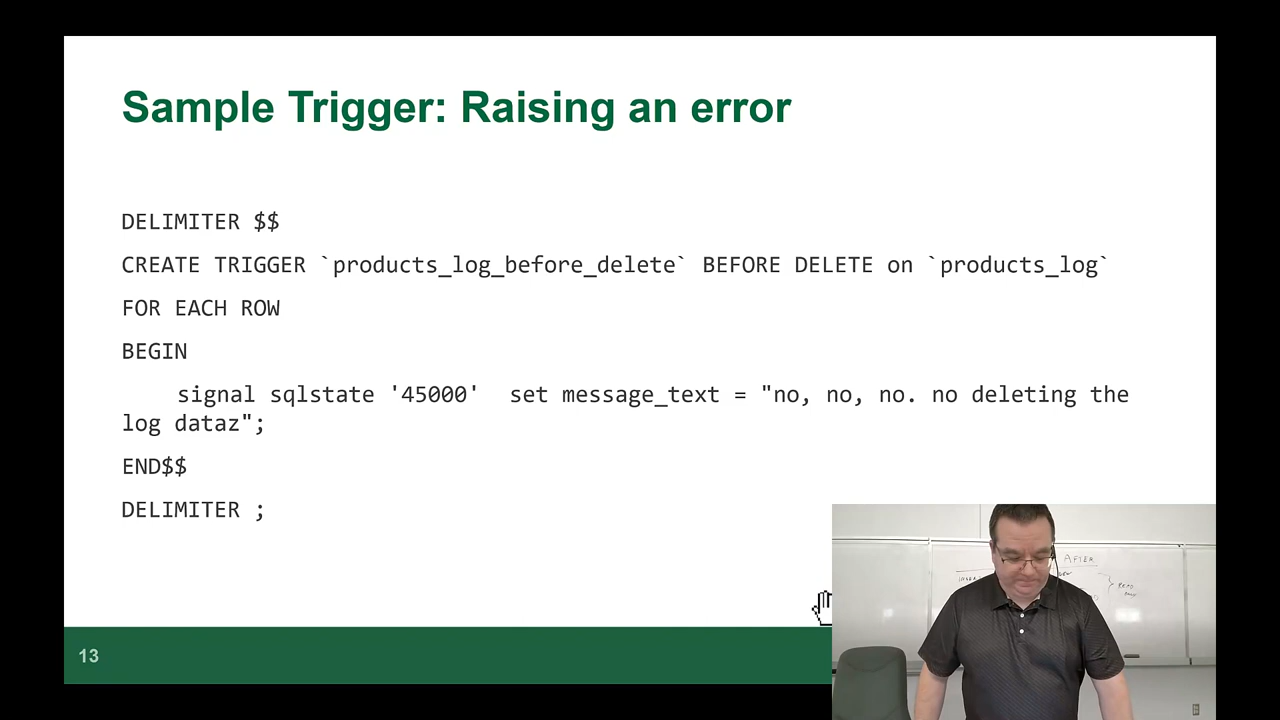 Sample Trigger: Raising an error
DELIMITER $$
CREATE TRIGGER `products_log_before_delete` BEFORE DELETE on `products_log`
FOR EACH ROW
BEGIN
signal sqlstate '45000'  set message_text = "no, no, no. no deleting the
log dataz";
END$$
DELIMITER ;
13
AFTER